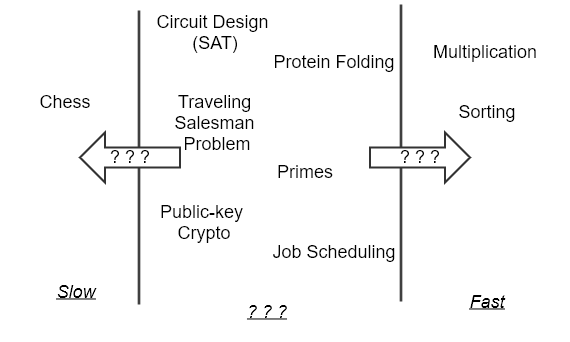 Circuit Design
(SAT)
Protein Folding
Multiplication
Chess
Traveling
Salesman
Problem
Sorting
? ? ?
? ? ?
Primes
Public-key
Crypto
Job Scheduling
Slow
? ? ?
Fast